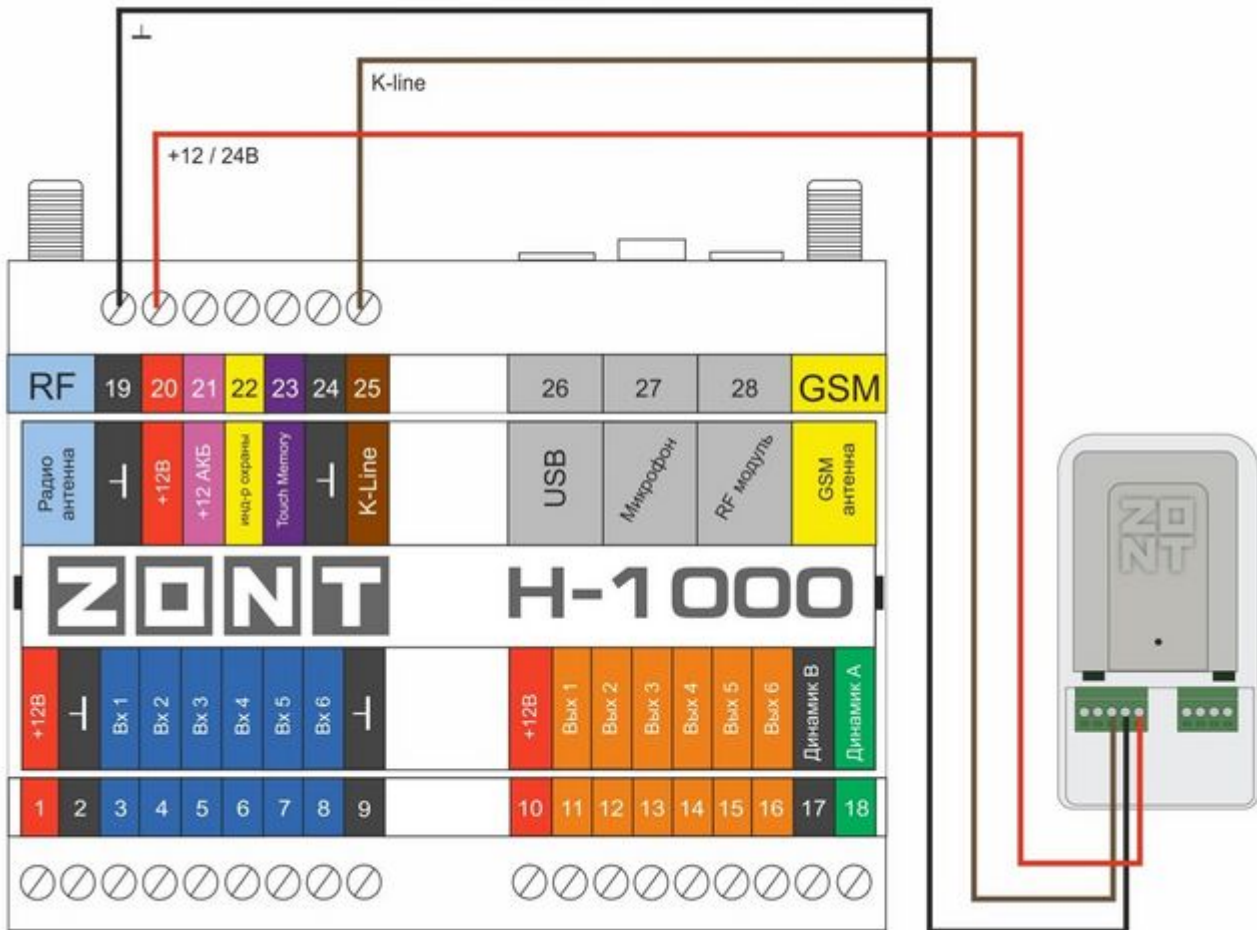 ⊥
K-line
+12 / 24В
RF 19 20 21 22 23 24 25 26 27 28 GSM
Радио антенна
⊥
+12В
+12 АКБ
инд-р охраны
Touch Memory
⊥
K-Line
USB
Микрофон
RF модуль
GSM антенна
ZONT H-1000
ZONT
+12В
⊥
Вх 1
Вх 2
Вх 3
Вх 4
Вх 5
Вх 6
⊥
+12В
Вых 1
Вых 2
Вых 3
Вых 4
Вых 5
Вых 6
Динамик В
Динамик А
1 2 3 4 5 6 7 8 9 10 11 12 13 14 15 16 17 18